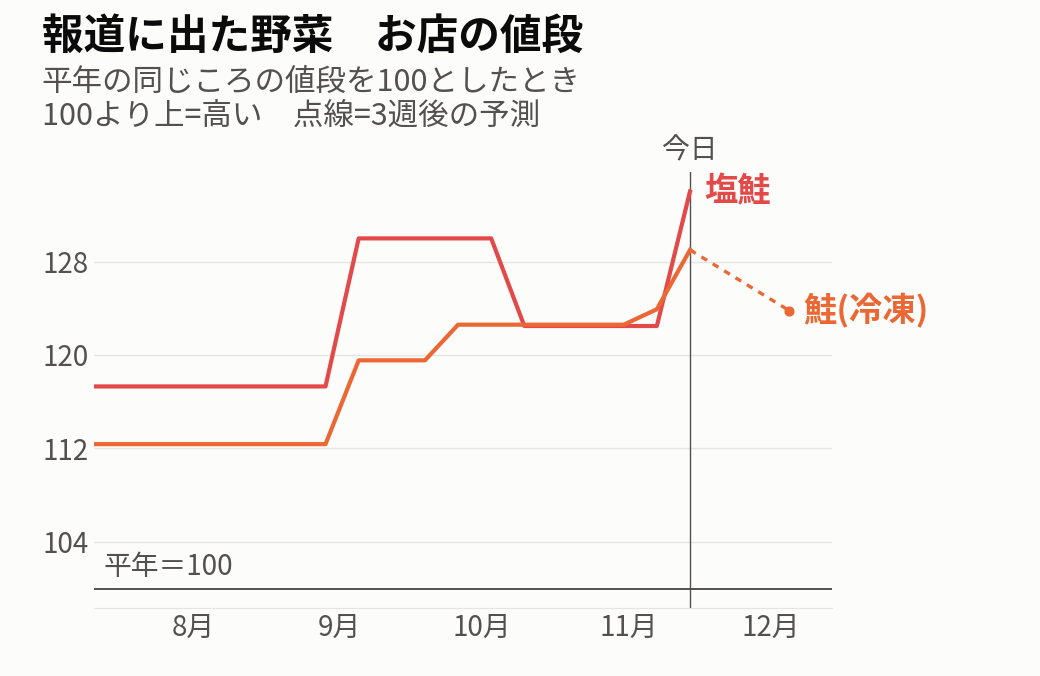 報道に出た野菜　お店の値段
平年の同じころの値段を100としたとき
100より上=高い　点線=3週後の予測
今日
塩鮭
128
鮭(冷凍)
120
112
104
平年＝100
8月
9月
10月
11月
12月